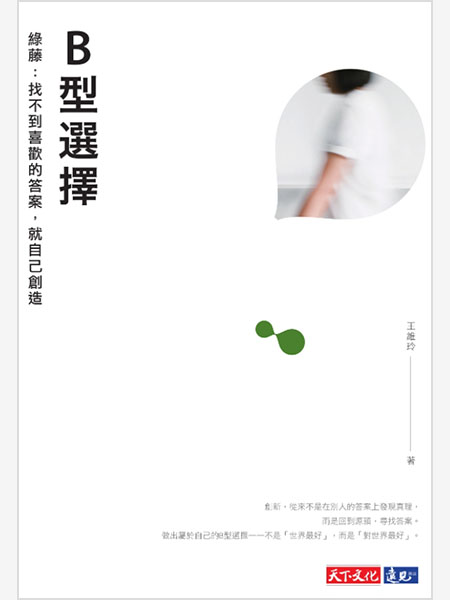 B型選擇
綠藤：找不到喜歡的答案，就自己創造
王維玲
著
創新，從來不是在別人的答案上發現真理，
而是回到源頭，尋找答案。
做出屬於自己的B型選擇——不是「世界最好」，而是「對世界最好」。
天下文化
遠見